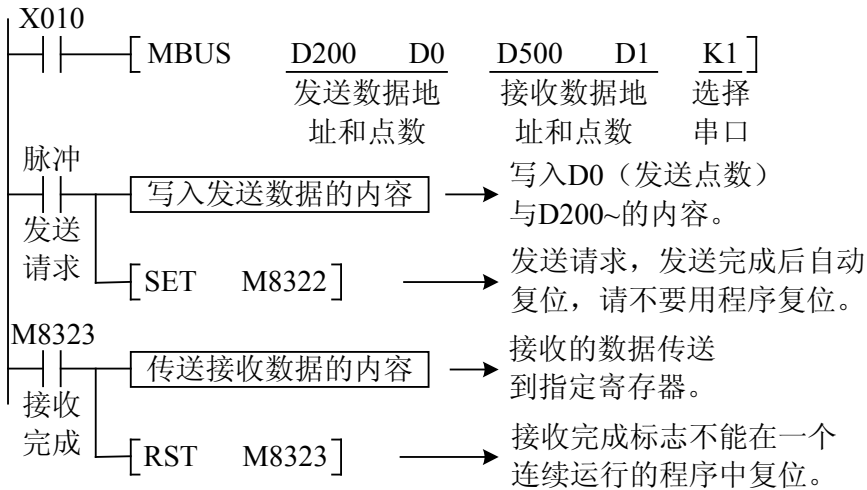 X010
[ MBUS D200 D0 D500 D1 K1 ]
发送数据地 接收数据地 选择
址和点数 址和点数 串口
脉冲
写入发送数据的内容
写入D0（发送点数）
与D200~的内容。
发送
请求
[ SET M8322 ]
发送请求，发送完成后自动
复位，请不要用程序复位。
M8323
传送接收数据的内容
接收的数据传送
到指定寄存器。
接收
完成
[ RST M8323 ]
接收完成标志不能在一个
连续运行的程序中复位。